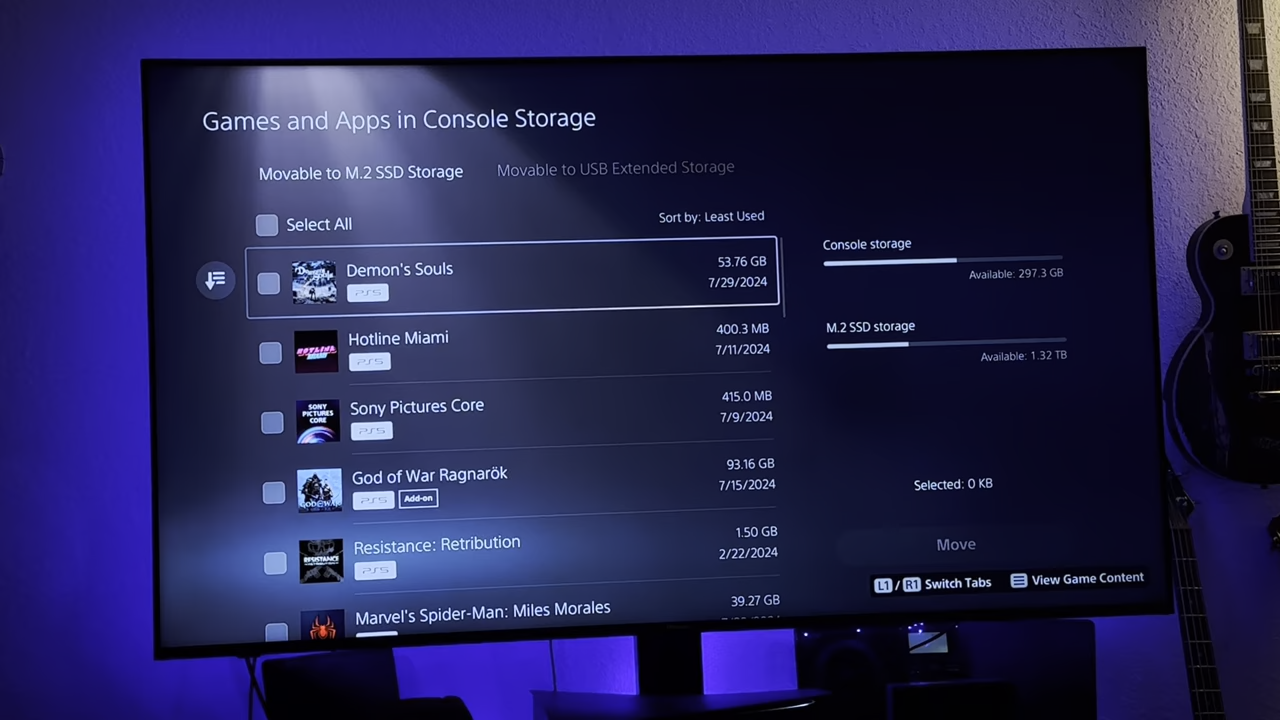 Games and Apps in Console Storage
Movable to M.2 SSD Storage
Movable to USB Extended Storage
Select All
Sort by: Least Used
Demon's Souls
PS5
53.76 GB
7/29/2024
Hotline Miami
PS5
400.3 MB
7/11/2024
SONY
PICTURES
CORE
Sony Pictures Core
PS5
415.0 MB
7/9/2024
God of War Ragnarök
PS5
Add-on
93.16 GB
7/15/2024
RESISTANCE
Resistance: Retribution
PS5
1.50 GB
2/22/2024
Marvel's Spider-Man: Miles Morales
39.27 GB
Console storage
Available: 297.3 GB
M.2 SSD storage
Available: 1.32 TB
Selected: 0 KB
Move
L1 / R1 Switch Tabs
View Game Content